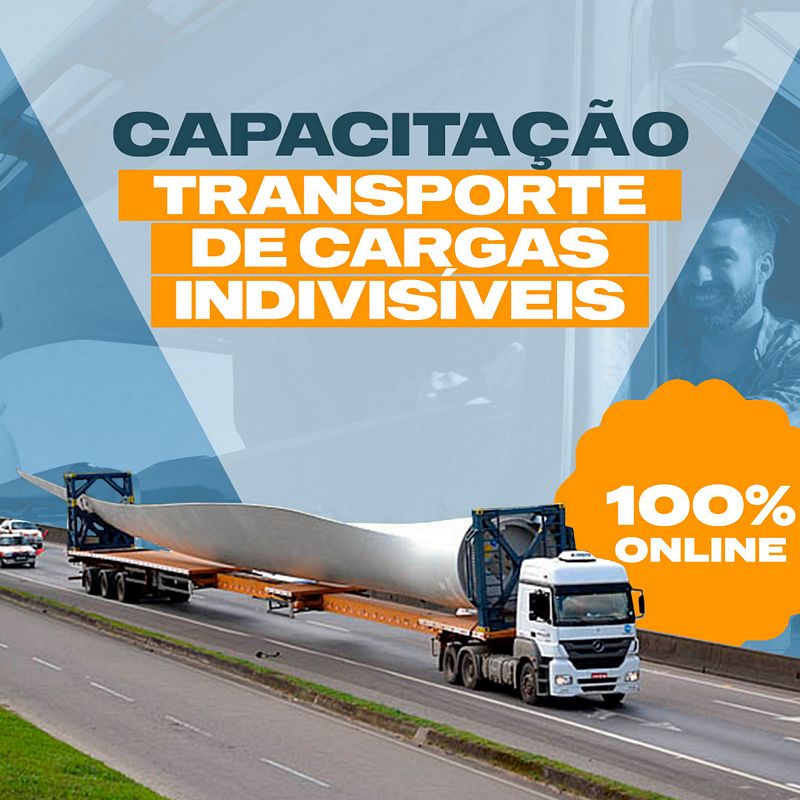 CAPACITAÇÃO
TRANSPORTE
DE CARGAS
INDIVISÍVEIS
100%
ONLINE